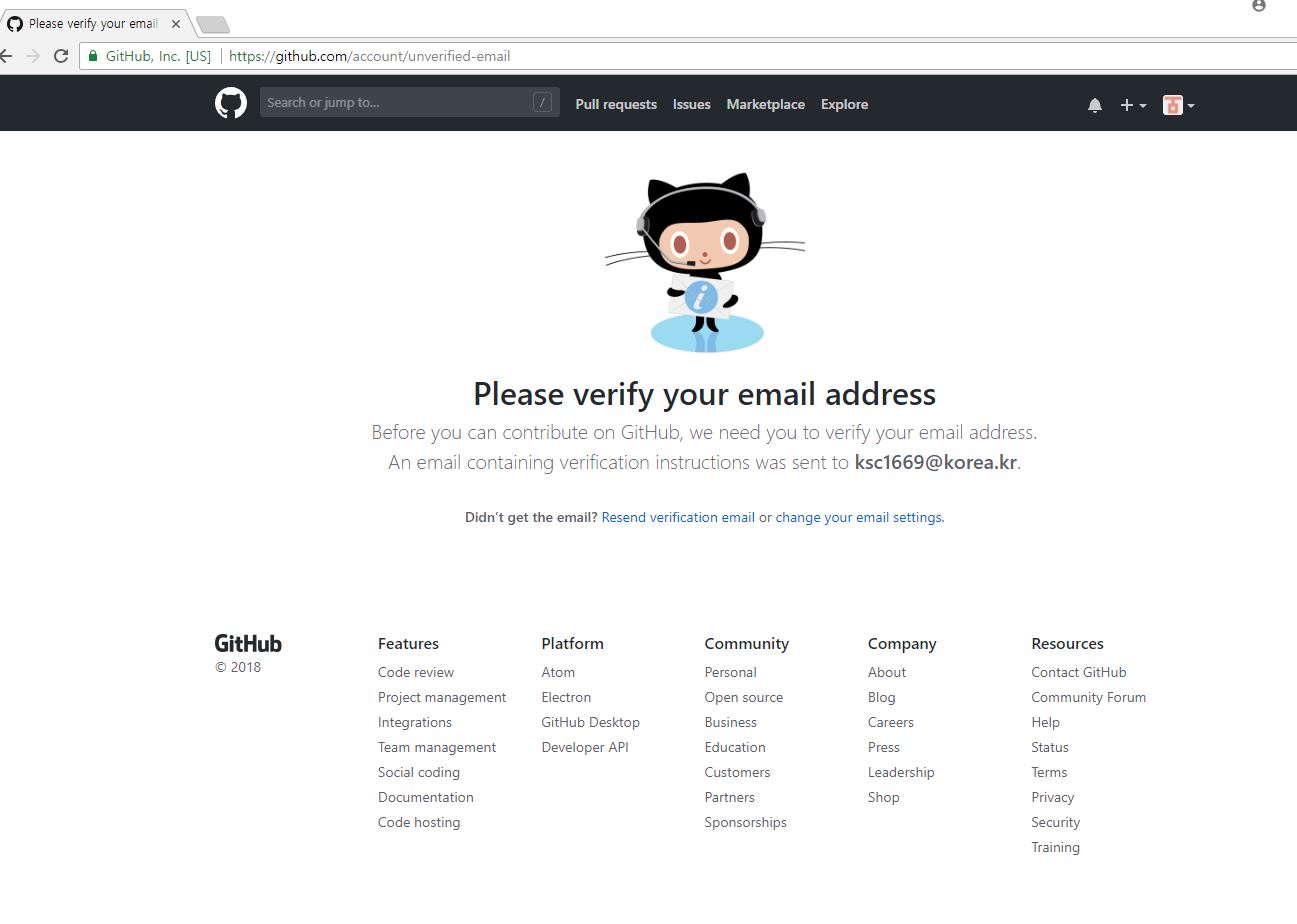 Please verify your email
GitHub, Inc. [US] https://github.com/account/unverified-email
Search or jump to... / Pull requests Issues Marketplace Explore
i
Please verify your email address
Before you can contribute on GitHub, we need you to verify your email address.
An email containing verification instructions was sent to ksc1669@korea.kr.
Didn’t get the email? Resend verification email or change your email settings.
GitHub
© 2018
Features
Code review
Project management
Integrations
Team management
Social coding
Documentation
Code hosting
Platform
Atom
Electron
GitHub Desktop
Developer API
Community
Personal
Open source
Business
Education
Customers
Partners
Sponsorships
Company
About
Blog
Careers
Press
Leadership
Shop
Resources
Contact GitHub
Community Forum
Help
Status
Terms
Privacy
Security
Training